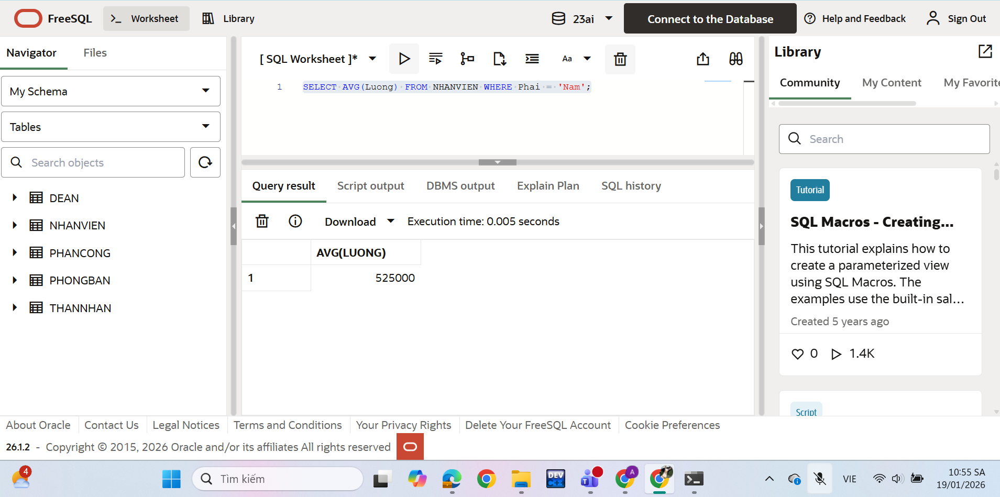 FreeSQL
Worksheet
Library
23ai
Connect to the Database
Help and Feedback
Sign Out
Navigator
Files
My Schema
Tables
Search objects
DEAN
NHANVIEN
PHANCONG
PHONGBAN
THANNHAN
[ SQL Worksheet ]*
Aa
1 SELECT AVG(Luong) FROM NHANVIEN WHERE Phai = 'Nam';
Query result
Script output
DBMS output
Explain Plan
SQL history
Download
Execution time: 0.005 seconds
AVG(LUONG)
1 525000
Library
Community
My Content
My Favorite
Search
Tutorial
SQL Macros - Creating...
This tutorial explains how to
create a parameterized view
using SQL Macros. The
examples use the built-in sal...
Created 5 years ago
0
1.4K
Script
About Oracle
Contact Us
Legal Notices
Terms and Conditions
Your Privacy Rights
Delete Your FreeSQL Account
Cookie Preferences
26.1.2 - Copyright © 2015, 2026 Oracle and/or its affiliates All rights reserved
4
Tìm kiếm
DEV
C++
T
A
VIE
10:55 SA
19/01/2026